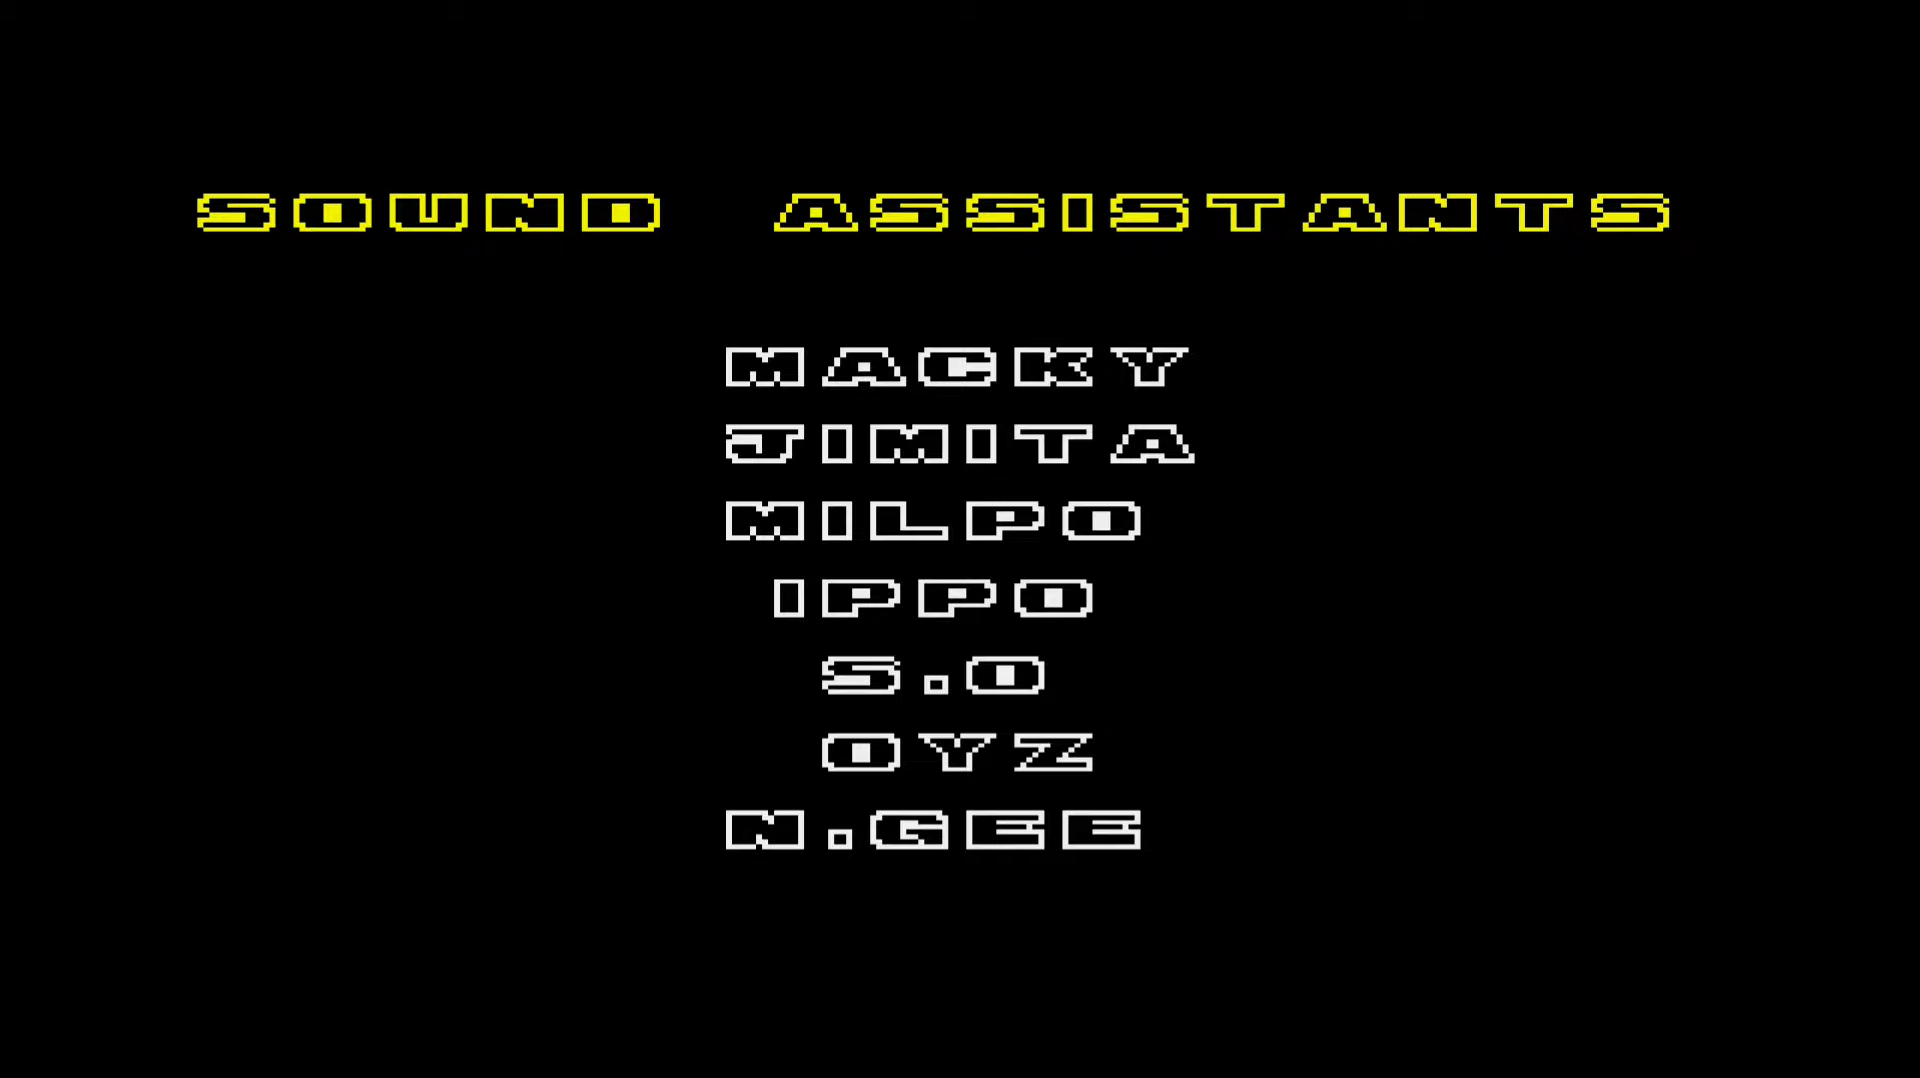 SOUND ASSISTANTS
MACKY
JIMITA
MILPO
IPPO
S.O
OYZ
N.GEE